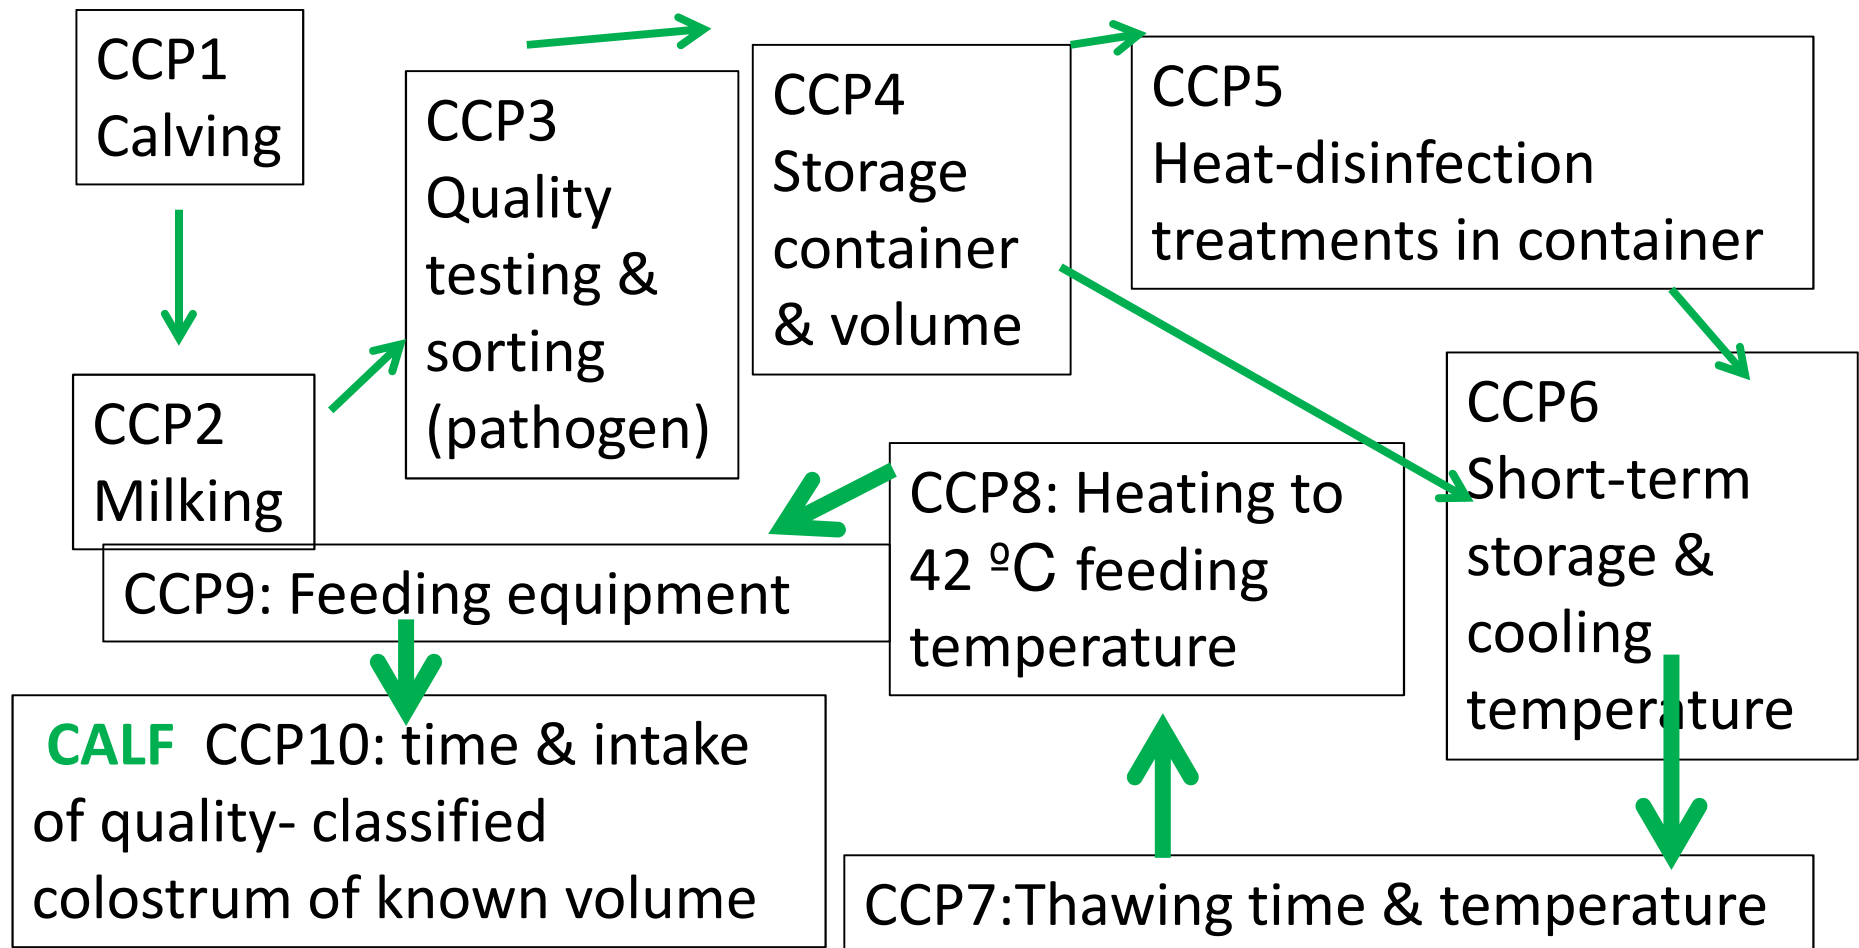 CCP1
Calving
CCP2
Milking
CCP3
Quality
testing &
sorting
(pathogen)
CCP4
Storage
container
& volume
CCP5
Heat-disinfection
treatments in container
CCP6
Short-term
storage &
cooling
temperature
CCP7:Thawing time & temperature
CCP8: Heating to
42 ºC feeding
temperature
CCP9: Feeding equipment
CALF CCP10: time & intake
of quality- classified
colostrum of known volume